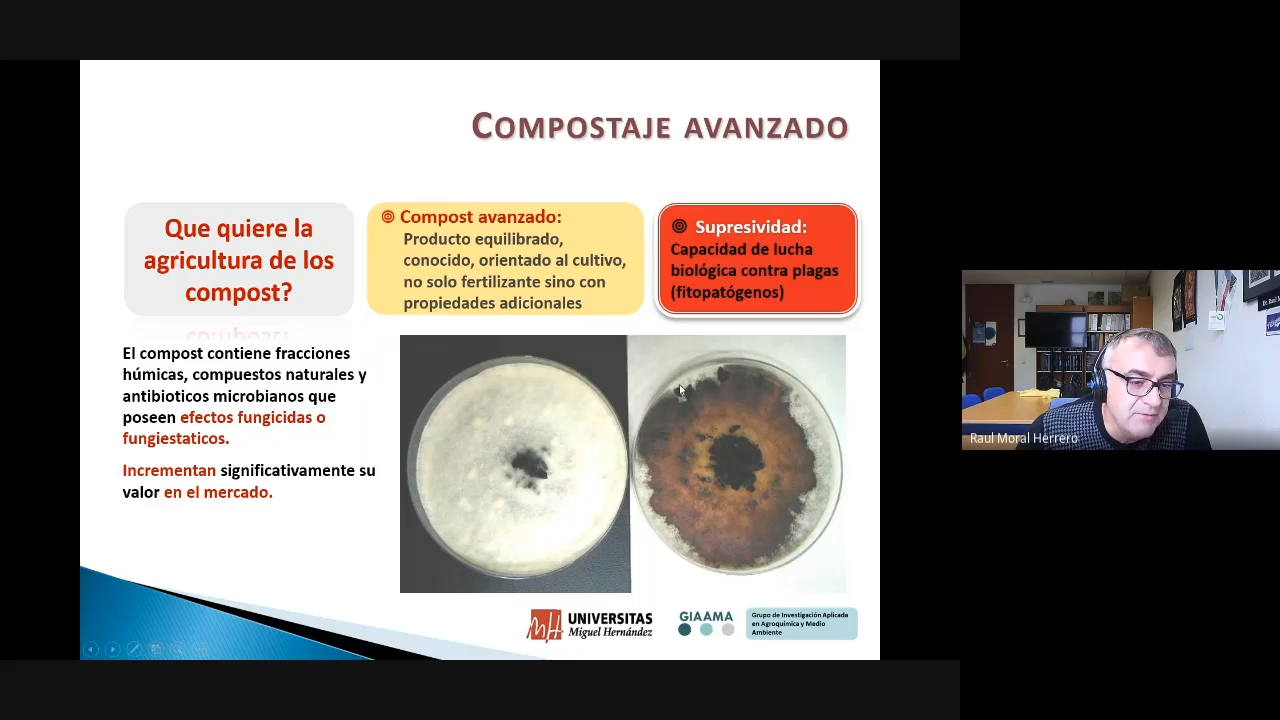 COMPOSTAJE AVANZADO
Que quiere la
agricultura de los
compost?
Compost avanzado:
Producto equilibrado,
conocido, orientado al cultivo,
no solo fertilizante sino con
propiedades adicionales
Supresividad:
Capacidad de lucha
biológica contra plagas
(fitopatógenos)
El compost contiene fracciones
húmicas, compuestos naturales y
antibioticos microbianos que
poseen efectos fungicidas o
fungiestaticos.
Incrementan significativamente su
valor en el mercado.
UNIVERSITAS
Miguel Hernández
GIAAMA
Grupo de Investigación Aplicada
en Agroquímica y Medio
Ambiente
Raul Moral Herrero